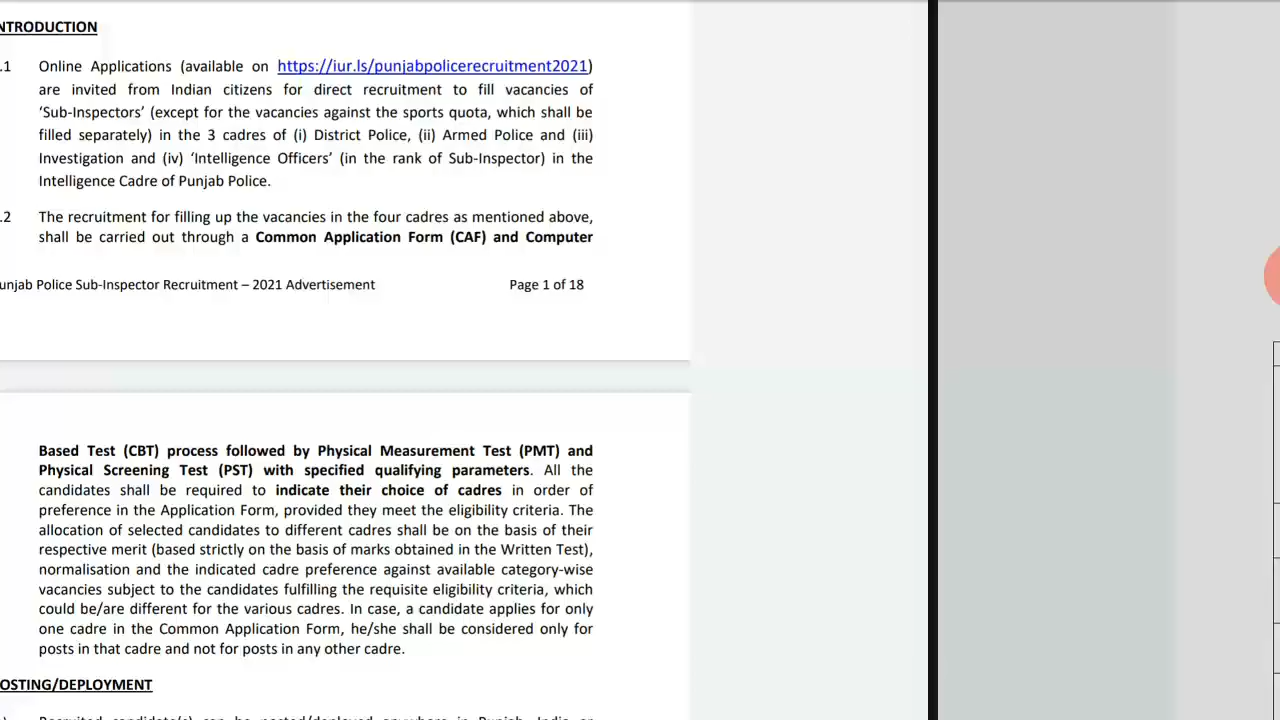 NTRODUCTION
.1 Online Applications (available on https://iur.ls/punjabpolicerecruitment2021)
are invited from Indian citizens for direct recruitment to fill vacancies of
‘Sub-Inspectors’ (except for the vacancies against the sports quota, which shall be
filled separately) in the 3 cadres of (i) District Police, (ii) Armed Police and (iii)
Investigation and (iv) ‘Intelligence Officers’ (in the rank of Sub-Inspector) in the
Intelligence Cadre of Punjab Police.
.2 The recruitment for filling up the vacancies in the four cadres as mentioned above,
shall be carried out through a Common Application Form (CAF) and Computer
unjab Police Sub-Inspector Recruitment – 2021 Advertisement Page 1 of 18
Based Test (CBT) process followed by Physical Measurement Test (PMT) and
Physical Screening Test (PST) with specified qualifying parameters. All the
candidates shall be required to indicate their choice of cadres in order of
preference in the Application Form, provided they meet the eligibility criteria. The
allocation of selected candidates to different cadres shall be on the basis of their
respective merit (based strictly on the basis of marks obtained in the Written Test),
normalisation and the indicated cadre preference against available category-wise
vacancies subject to the candidates fulfilling the requisite eligibility criteria, which
could be/are different for the various cadres. In case, a candidate applies for only
one cadre in the Common Application Form, he/she shall be considered only for
posts in that cadre and not for posts in any other cadre.
OSTING/DEPLOYMENT
Recruited candidate(s) can be posted/deployed anywhere in Punjab, India or